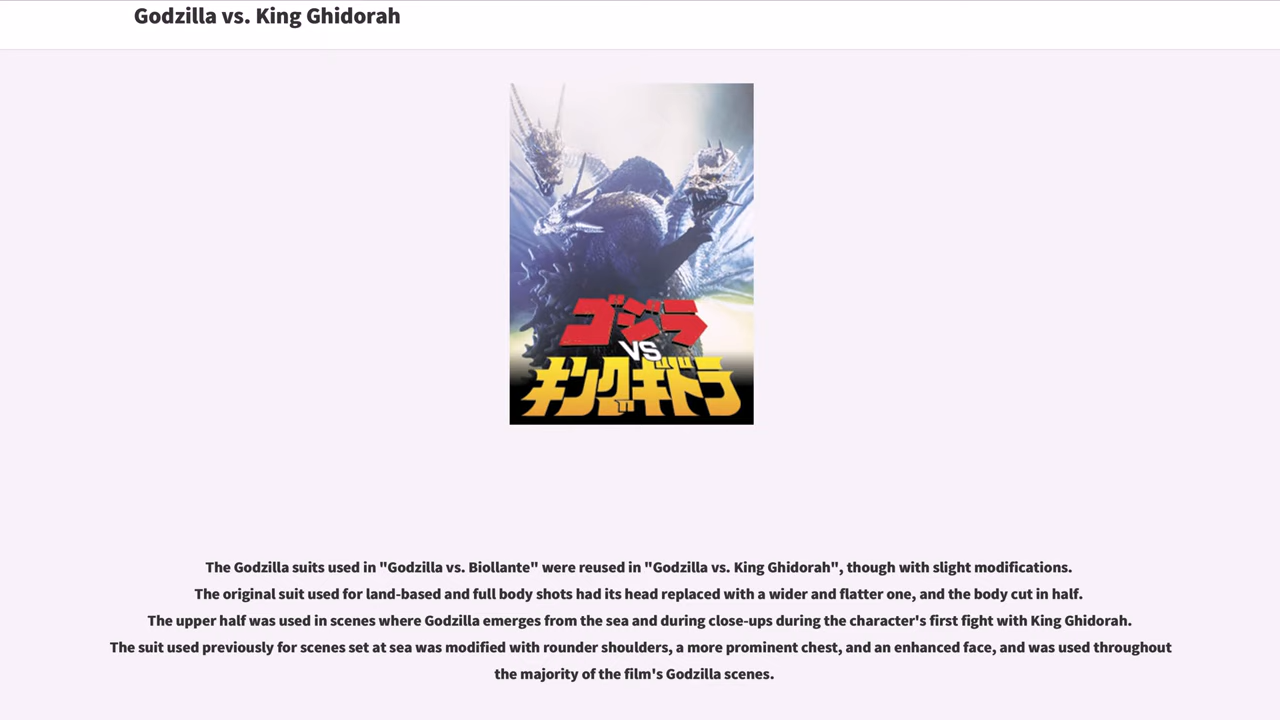 Godzilla vs. King Ghidorah
ゴジラ
VS
キングギドラ
The Godzilla suits used in "Godzilla vs. Biollante" were reused in "Godzilla vs. King Ghidorah", though with slight modifications.
The original suit used for land-based and full body shots had its head replaced with a wider and flatter one, and the body cut in half.
The upper half was used in scenes where Godzilla emerges from the sea and during close-ups during the character's first fight with King Ghidorah.
The suit used previously for scenes set at sea was modified with rounder shoulders, a more prominent chest, and an enhanced face, and was used throughout
the majority of the film's Godzilla scenes.